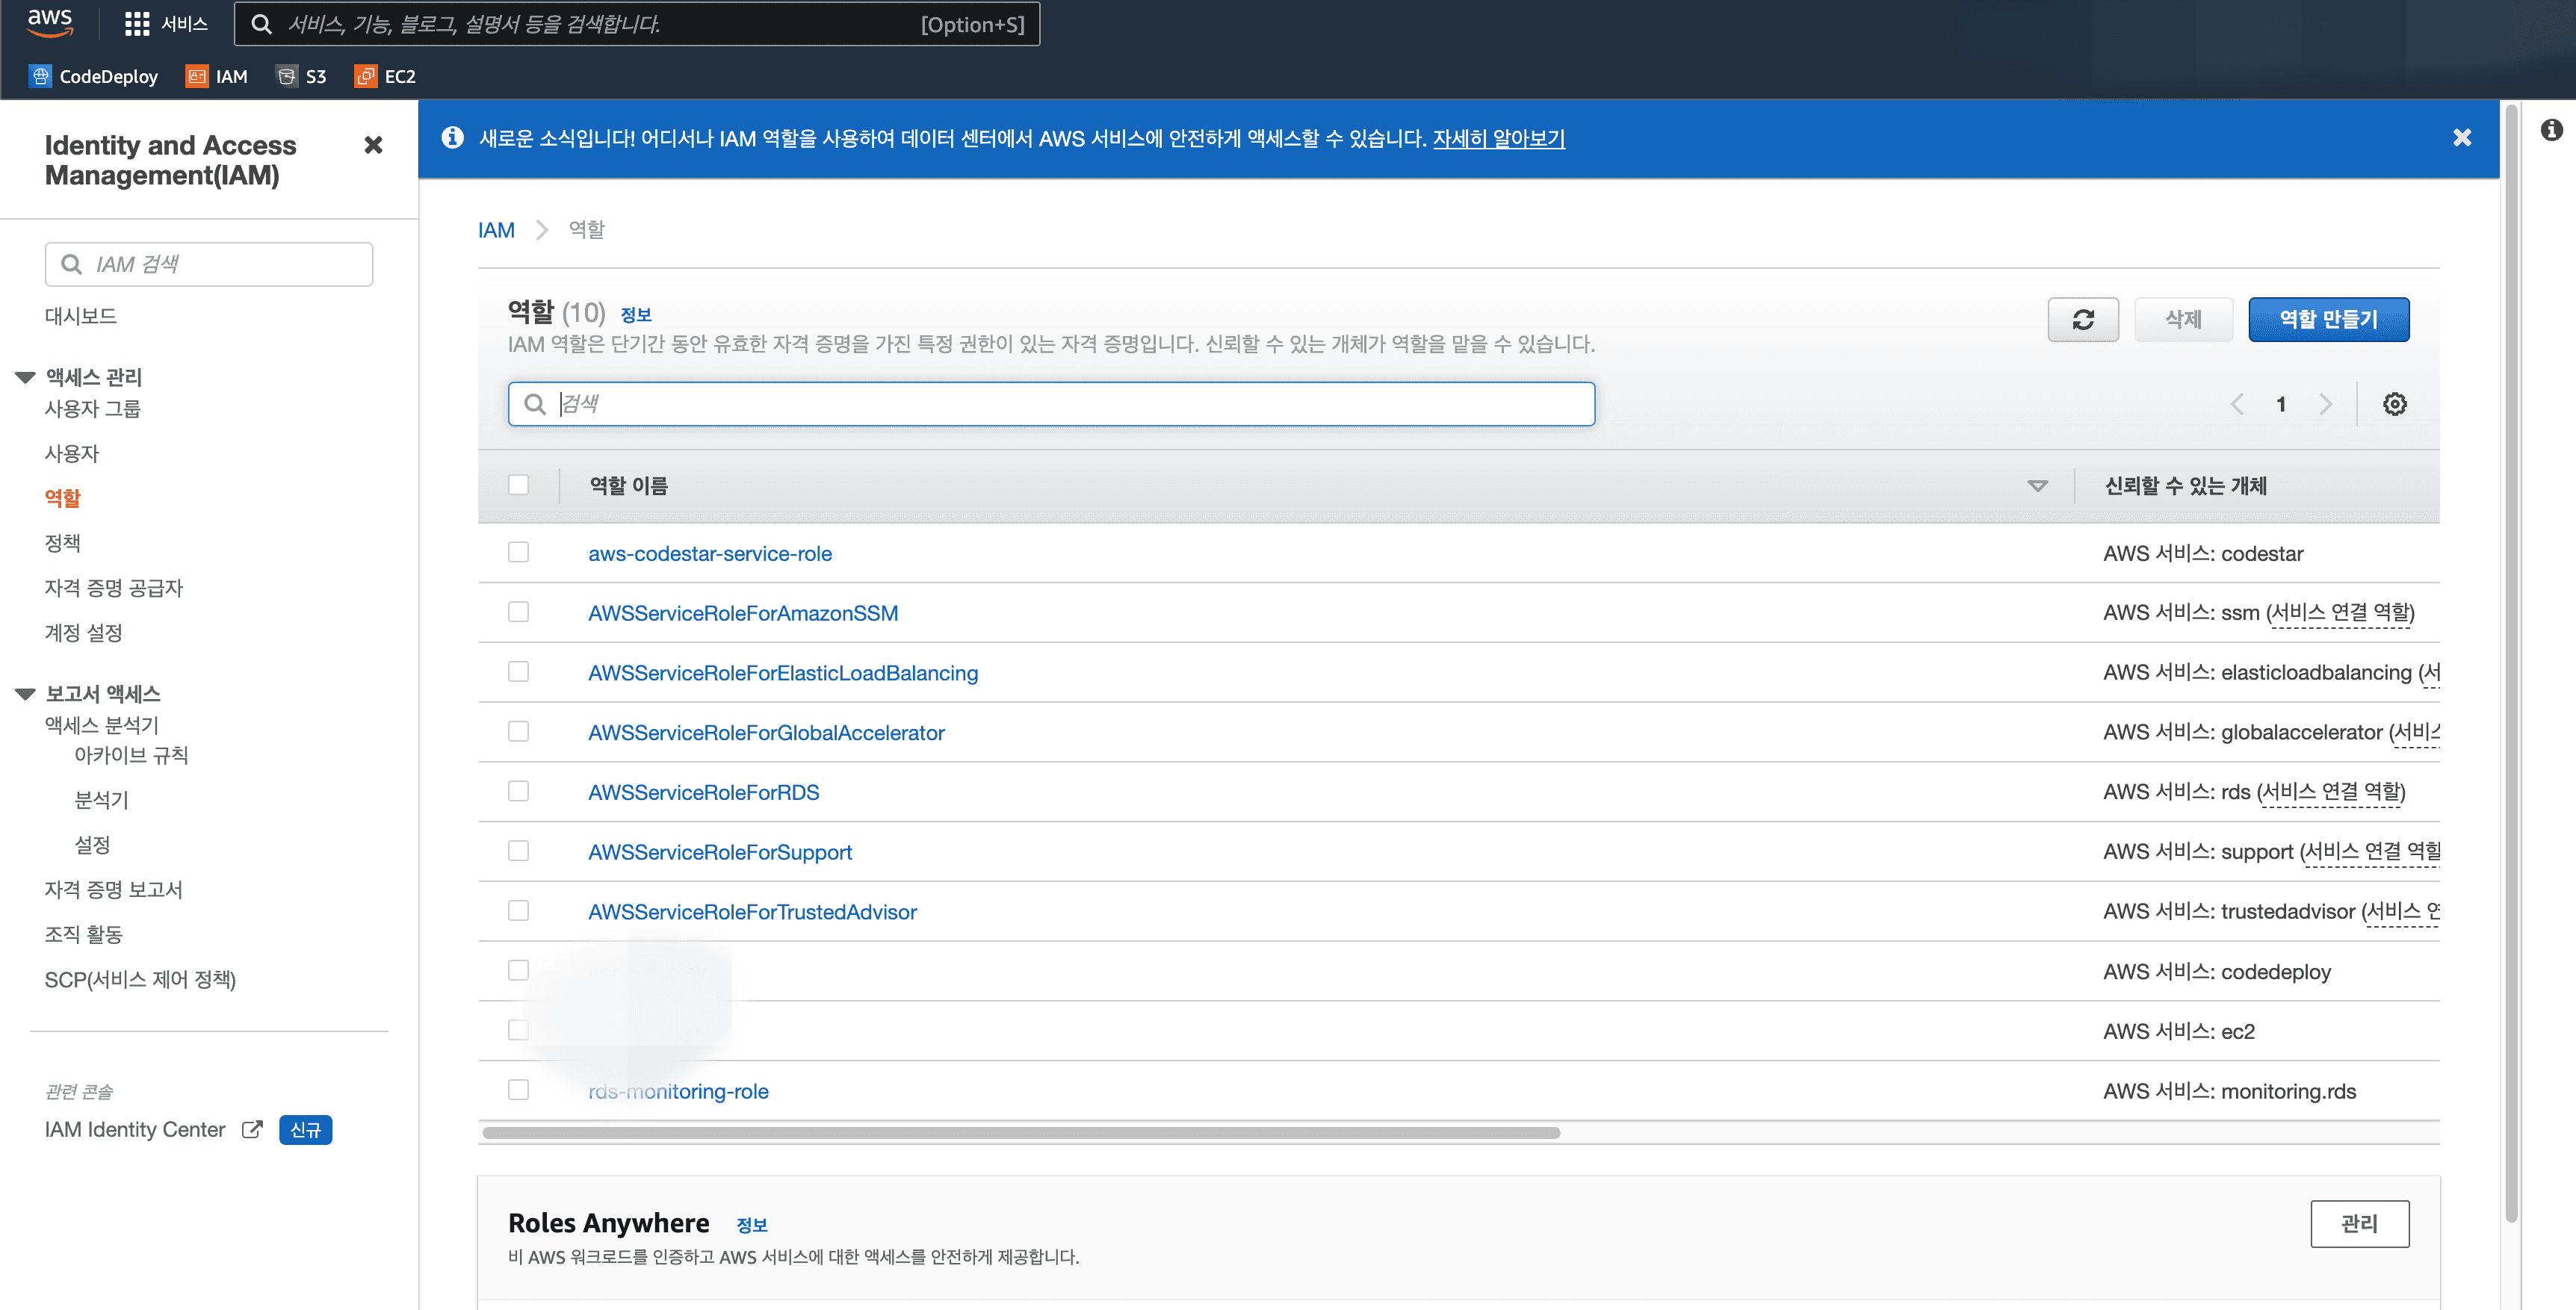 aws
서비스
서비스, 기능, 블로그, 설명서 등을 검색합니다.
[Option+S]
CodeDeploy
IAM
S3
EC2
Identity and Access
Management(IAM)
IAM 검색
대시보드
액세스 관리
사용자 그룹
사용자
역할
정책
자격 증명 공급자
계정 설정
보고서 액세스
액세스 분석기
아카이브 규칙
분석기
설정
자격 증명 보고서
조직 활동
SCP(서비스 제어 정책)
관련 콘솔
IAM Identity Center
신규
새로운 소식입니다! 어디서나 IAM 역할을 사용하여 데이터 센터에서 AWS 서비스에 안전하게 액세스할 수 있습니다. 자세히 알아보기
IAM
역할
역할 (10) 정보
IAM 역할은 단기간 동안 유효한 자격 증명을 가진 특정 권한이 있는 자격 증명입니다. 신뢰할 수 있는 개체가 역할을 맡을 수 있습니다.
삭제
역할 만들기
검색
1
역할 이름
신뢰할 수 있는 개체
aws-codestar-service-role
AWS 서비스: codestar
AWSServiceRoleForAmazonSSM
AWS 서비스: ssm (서비스 연결 역할)
AWSServiceRoleForElasticLoadBalancing
AWS 서비스: elasticloadbalancing (서
AWSServiceRoleForGlobalAccelerator
AWS 서비스: globalaccelerator (서비스
AWSServiceRoleForRDS
AWS 서비스: rds (서비스 연결 역할)
AWSServiceRoleForSupport
AWS 서비스: support (서비스 연결 역할
AWSServiceRoleForTrustedAdvisor
AWS 서비스: trustedadvisor (서비스 연
AWS 서비스: codedeploy
AWS 서비스: ec2
rds-monitoring-role
AWS 서비스: monitoring.rds
Roles Anywhere 정보
비 AWS 워크로드를 인증하고 AWS 서비스에 대한 액세스를 안전하게 제공합니다.
관리